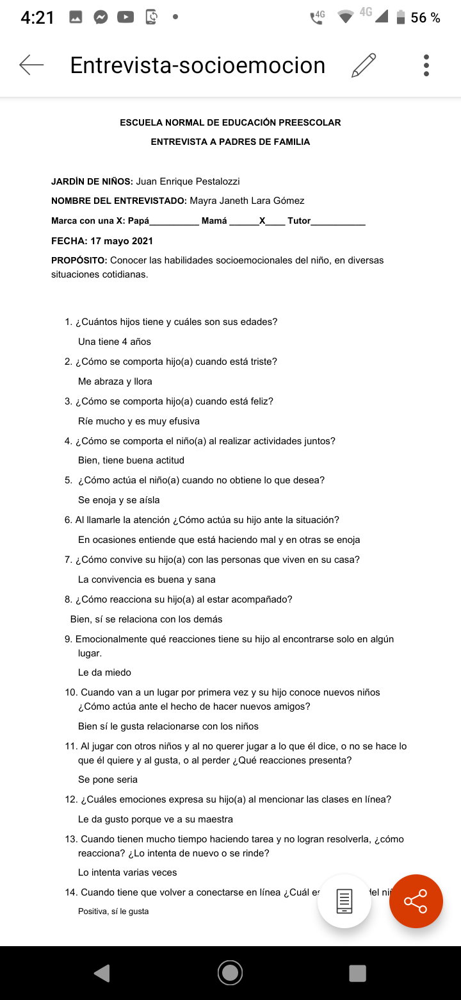 4:21
4G
4G
56 %
Entrevista-socioemocion
ESCUELA NORMAL DE EDUCACIÓN PREESCOLAR
ENTREVISTA A PADRES DE FAMILIA
JARDÍN DE NIÑOS: Juan Enrique Pestalozzi
NOMBRE DEL ENTREVISTADO: Mayra Janeth Lara Gómez
Marca con una X: Papá__________ Mamá ______X____ Tutor___________
FECHA: 17 mayo 2021
PROPÓSITO: Conocer las habilidades socioemocionales del niño, en diversas
situaciones cotidianas.
1. ¿Cuántos hijos tiene y cuáles son sus edades?
Una tiene 4 años
2. ¿Cómo se comporta hijo(a) cuando está triste?
Me abraza y llora
3. ¿Cómo se comporta hijo(a) cuando está feliz?
Ríe mucho y es muy efusiva
4. ¿Cómo se comporta el niño(a) al realizar actividades juntos?
Bien, tiene buena actitud
5. ¿Cómo actúa el niño(a) cuando no obtiene lo que desea?
Se enoja y se aísla
6. Al llamarle la atención ¿Cómo actúa su hijo ante la situación?
En ocasiones entiende que está haciendo mal y en otras se enoja
7. ¿Cómo convive su hijo(a) con las personas que viven en su casa?
La convivencia es buena y sana
8. ¿Cómo reacciona su hijo(a) al estar acompañado?
Bien, sí se relaciona con los demás
9. Emocionalmente qué reacciones tiene su hijo al encontrarse solo en algún
lugar.
Le da miedo
10. Cuando van a un lugar por primera vez y su hijo conoce nuevos niños
¿Cómo actúa ante el hecho de hacer nuevos amigos?
Bien sí le gusta relacionarse con los niños
11. Al jugar con otros niños y al no querer jugar a lo que él dice, o no se hace lo
que él quiere y al gusta, o al perder ¿Qué reacciones presenta?
Se pone seria
12. ¿Cuáles emociones expresa su hijo(a) al mencionar las clases en línea?
Le da gusto porque ve a su maestra
13. Cuando tienen mucho tiempo haciendo tarea y no logran resolverla, ¿cómo
reacciona? ¿Lo intenta de nuevo o se rinde?
Lo intenta varias veces
14. Cuando tiene que volver a conectarse en línea ¿Cuál es
Positiva, sí le gusta